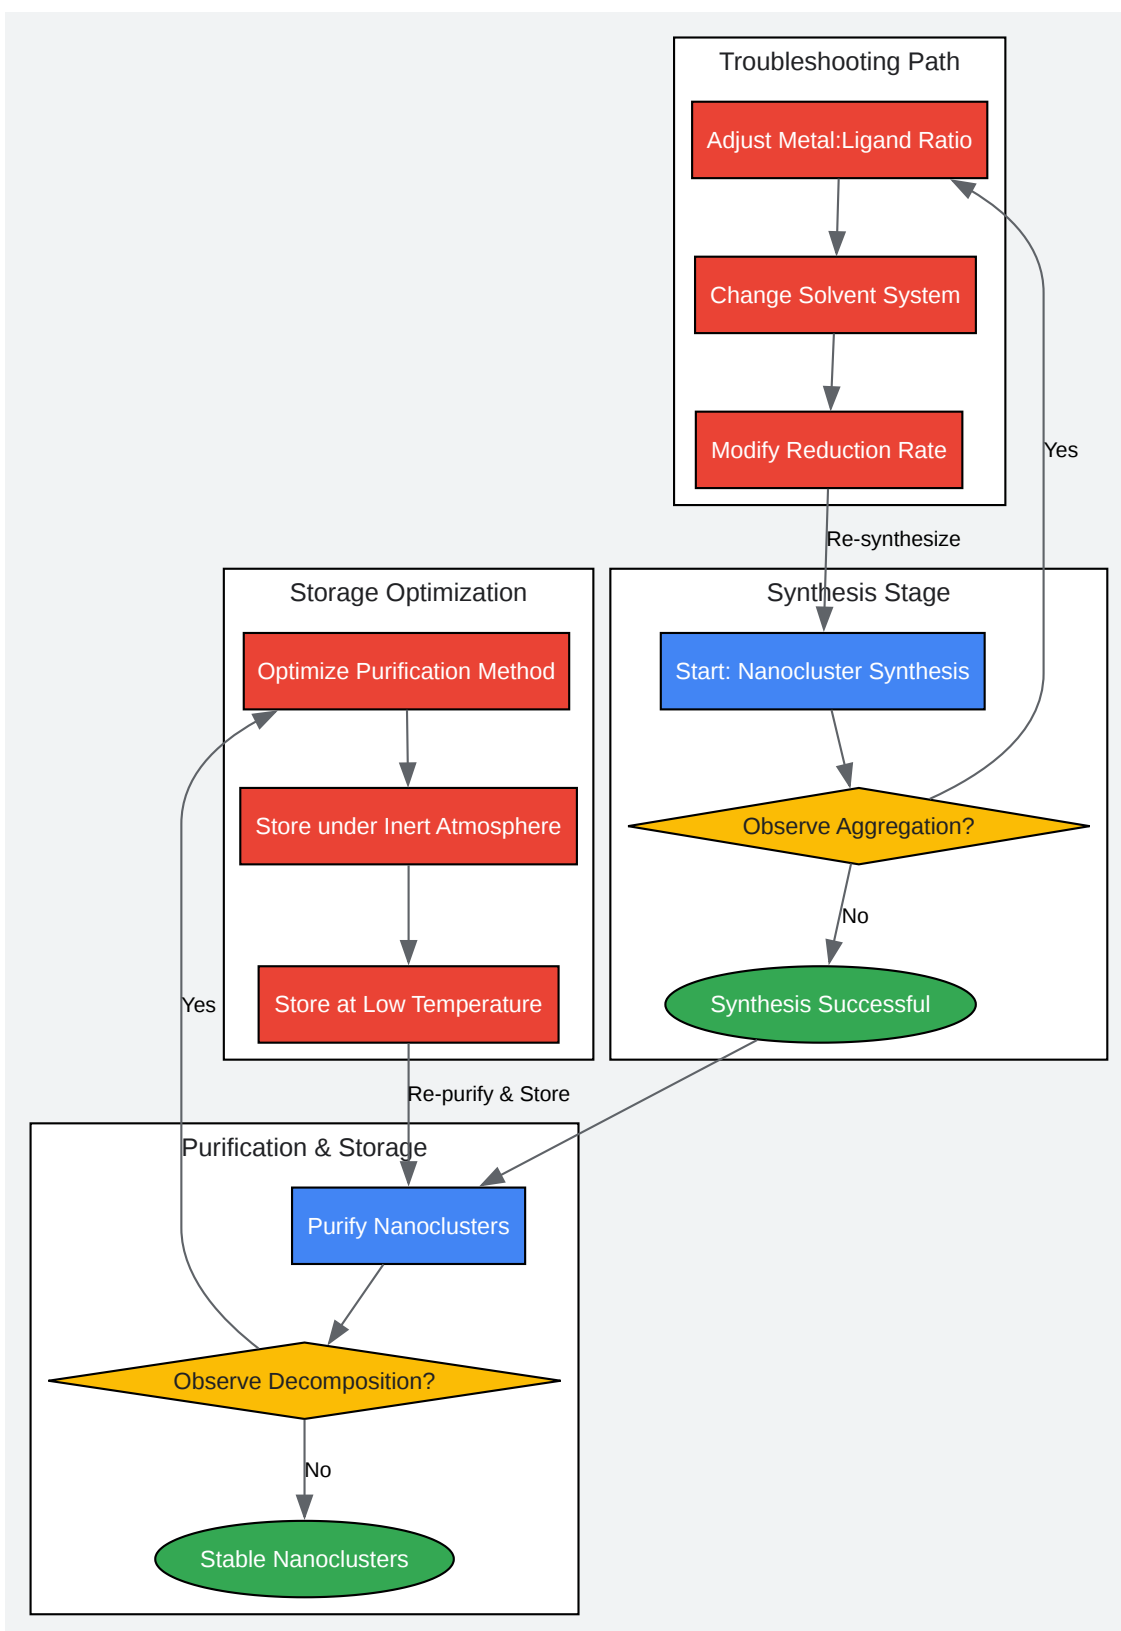 Troubleshooting Path
Adjust Metal:Ligand Ratio
Change Solvent System
Modify Reduction Rate
Yes
Re-synthesize
Storage Optimization
Optimize Purification Method
Store under Inert Atmosphere
Store at Low Temperature
Yes
Re-purify & Store
Synthesis Stage
Start: Nanocluster Synthesis
Observe Aggregation?
No
Synthesis Successful
Purification & Storage
Purify Nanoclusters
Observe Decomposition?
No
Stable Nanoclusters